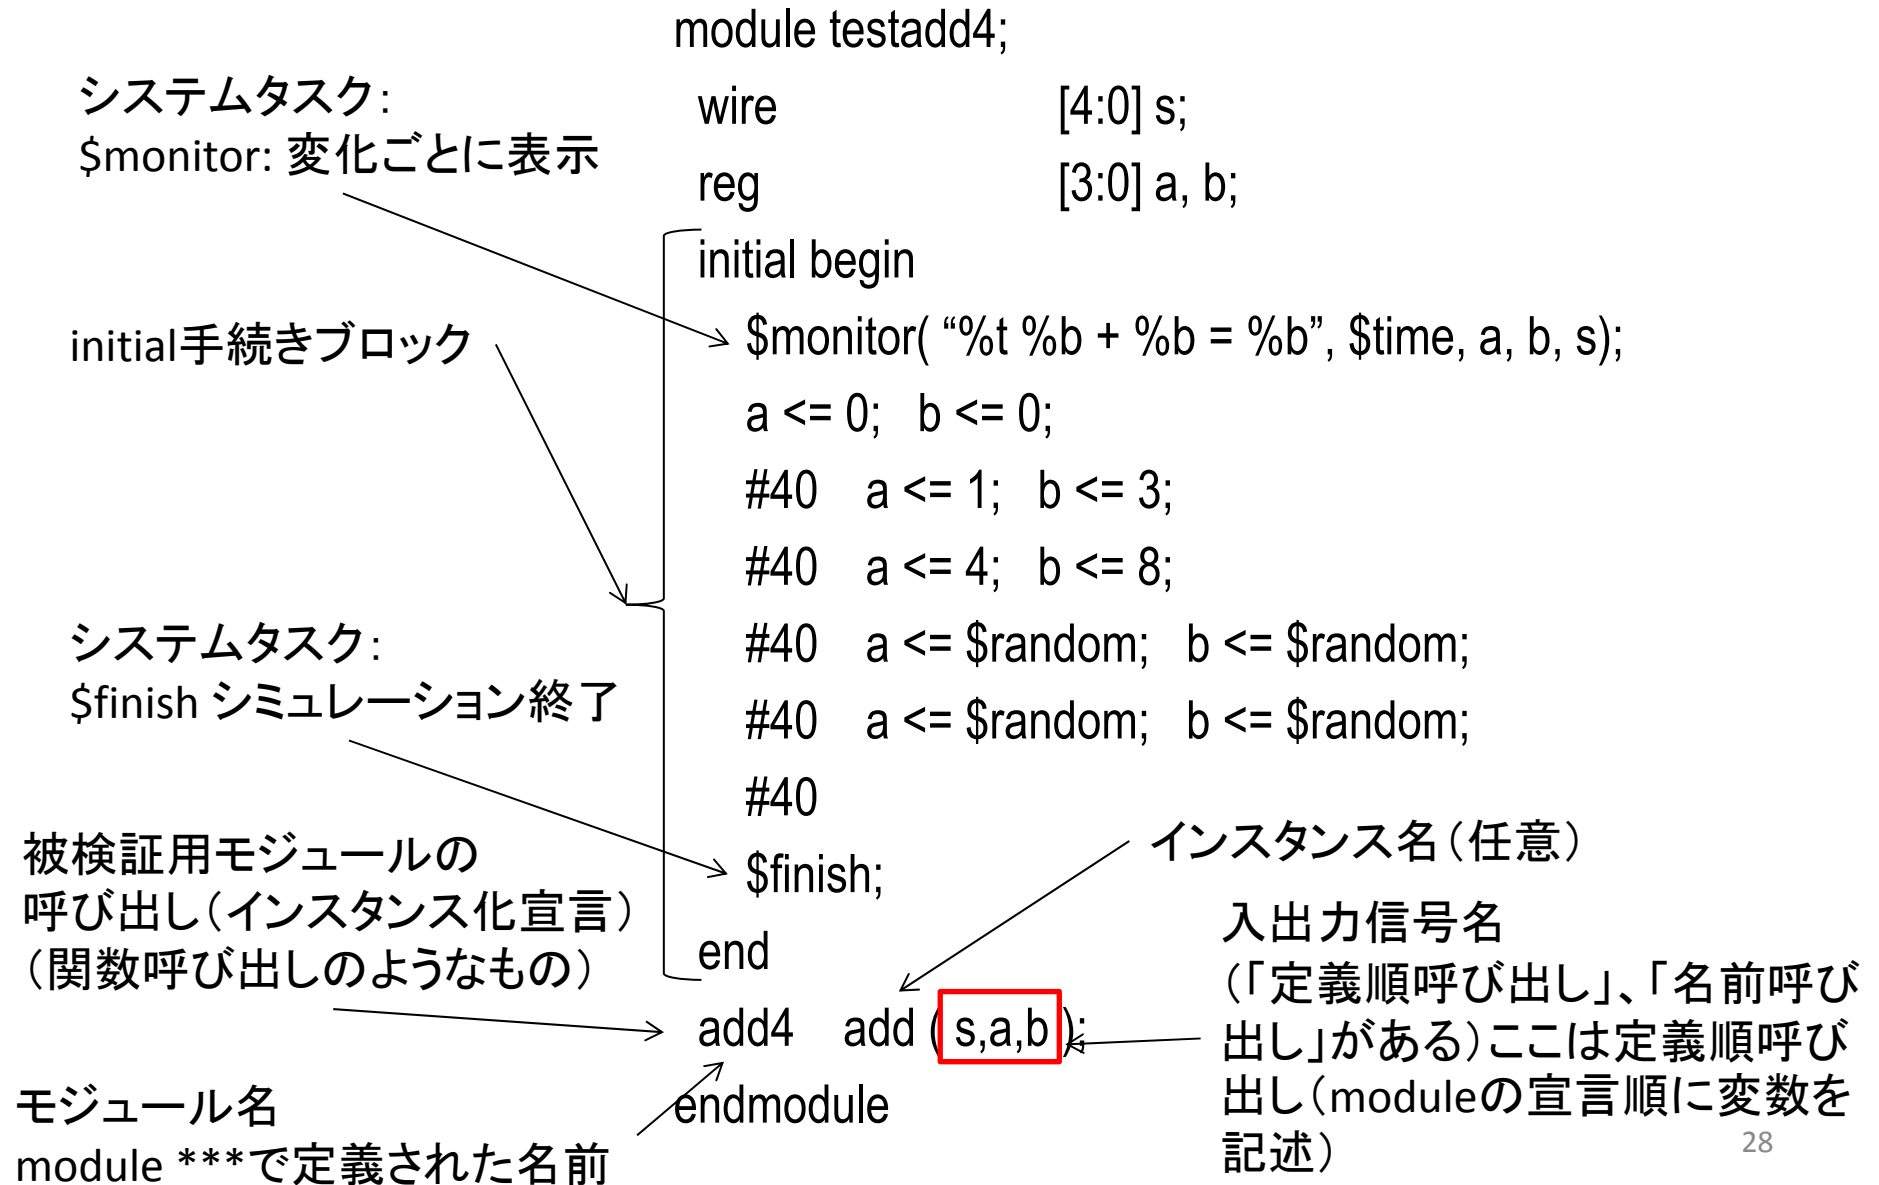 module testadd4;
システムタスク:
$monitor: 変化ごとに表示
wire [4:0] s;
reg [3:0] a, b;
initial begin
initial手続きブロック
$monitor( “%t %b + %b = %b”, $time, a, b, s);
a <= 0; b <= 0;
#40 a <= 1; b <= 3;
#40 a <= 4; b <= 8;
システムタスク:
$finish シミュレーション終了
#40 a <= $random; b <= $random;
#40 a <= $random; b <= $random;
#40
$finish;
end
被検証用モジュールの
呼び出し（インスタンス化宣言）
（関数呼び出しのようなもの）
インスタンス名（任意）
add4 add ( s,a,b );
endmodule
入出力信号名
（「定義順呼び出し」、「名前呼び
出し」がある）ここは定義順呼び
出し（moduleの宣言順に変数を
記述）
モジュール名
module ***で定義された名前
28